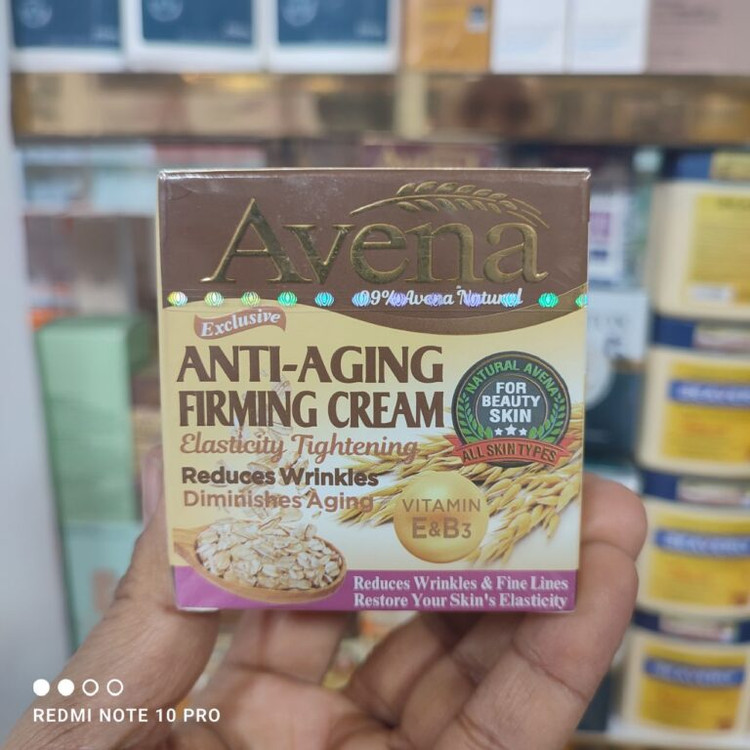 Avena
99% Avena Natural
Exclusive
ANTI-AGING
FIRMING CREAM
Elasticity Tightening
Reduces Wrinkles
Diminishes Aging
NATURAL AVENA
FOR
BEAUTY
SKIN
ALL SKIN TYPES
VITAMIN
E&B3
Reduces Wrinkles & Fine Lines
Restore Your Skin's Elasticity
REDMI NOTE 10 PRO